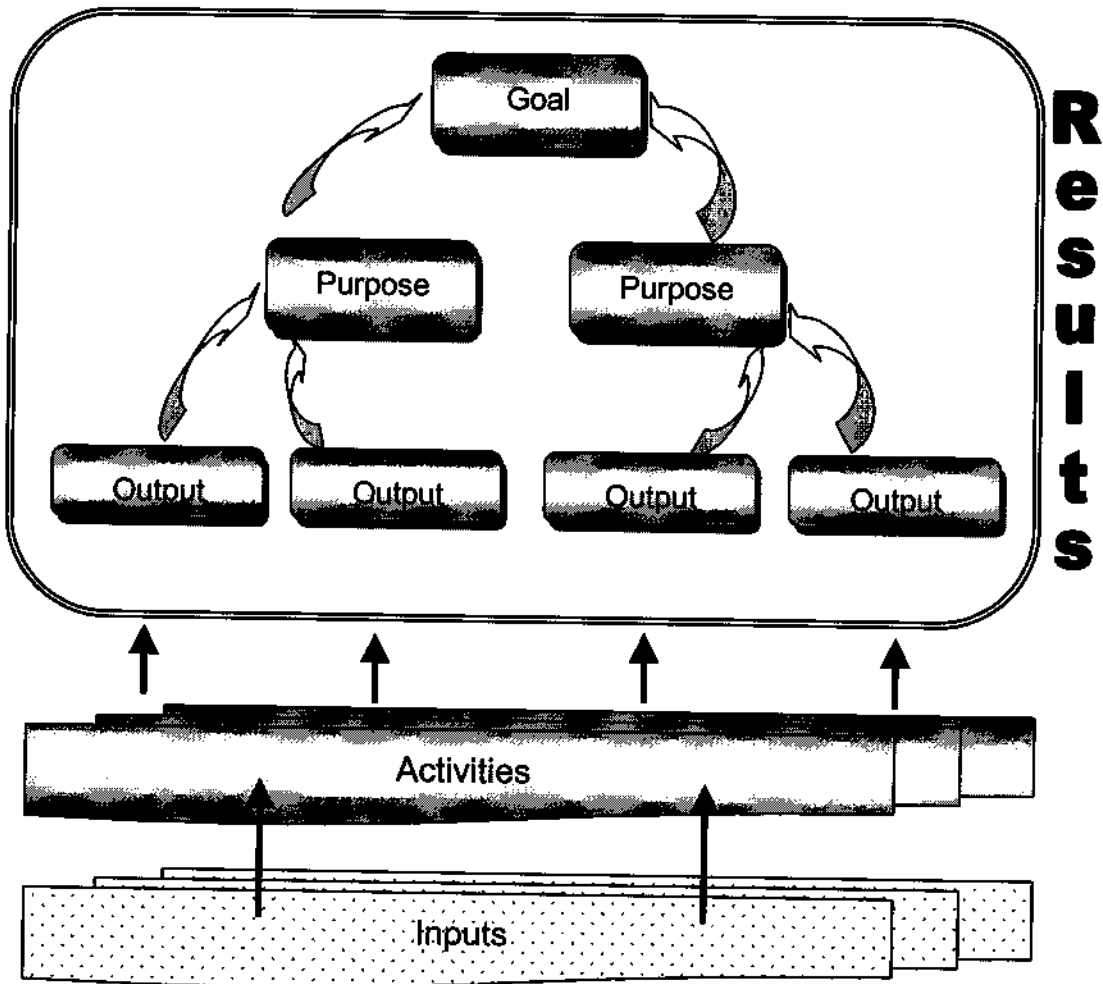 Goal
Purpose
Purpose
Output
Output
Output
Output
Results
Activities
Inputs